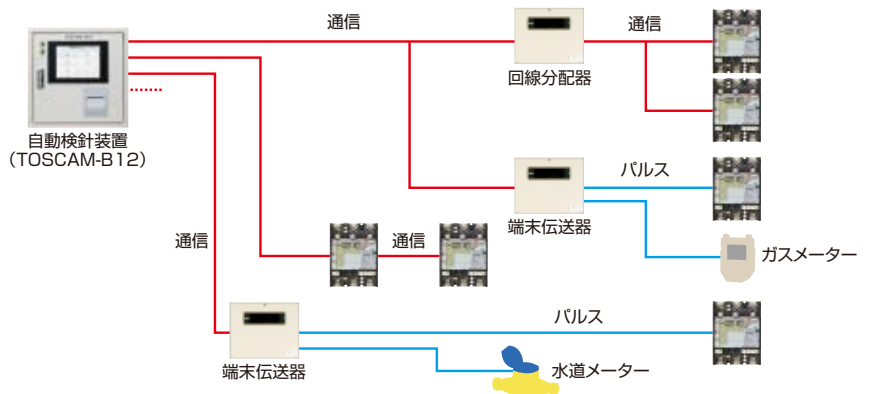 通信
回線分配器
通信
自動検針装置
（TOSCAM-B12）
パルス
端末伝送器
通信
通信
ガスメーター
パルス
端末伝送器
水道メーター